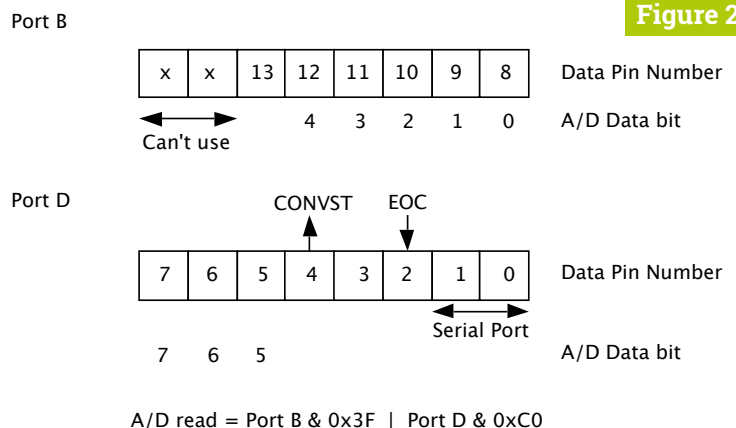 Figure 2
Port B
x x 13 12 11 10 9 8 Data Pin Number
4 3 2 1 0 A/D Data bit
Can't use
Port D
CONVST EOC
7 6 5 4 3 2 1 0 Data Pin Number
Serial Port
7 6 5 A/D Data bit
A/D read = Port B & 0x3F | Port D & 0xC0